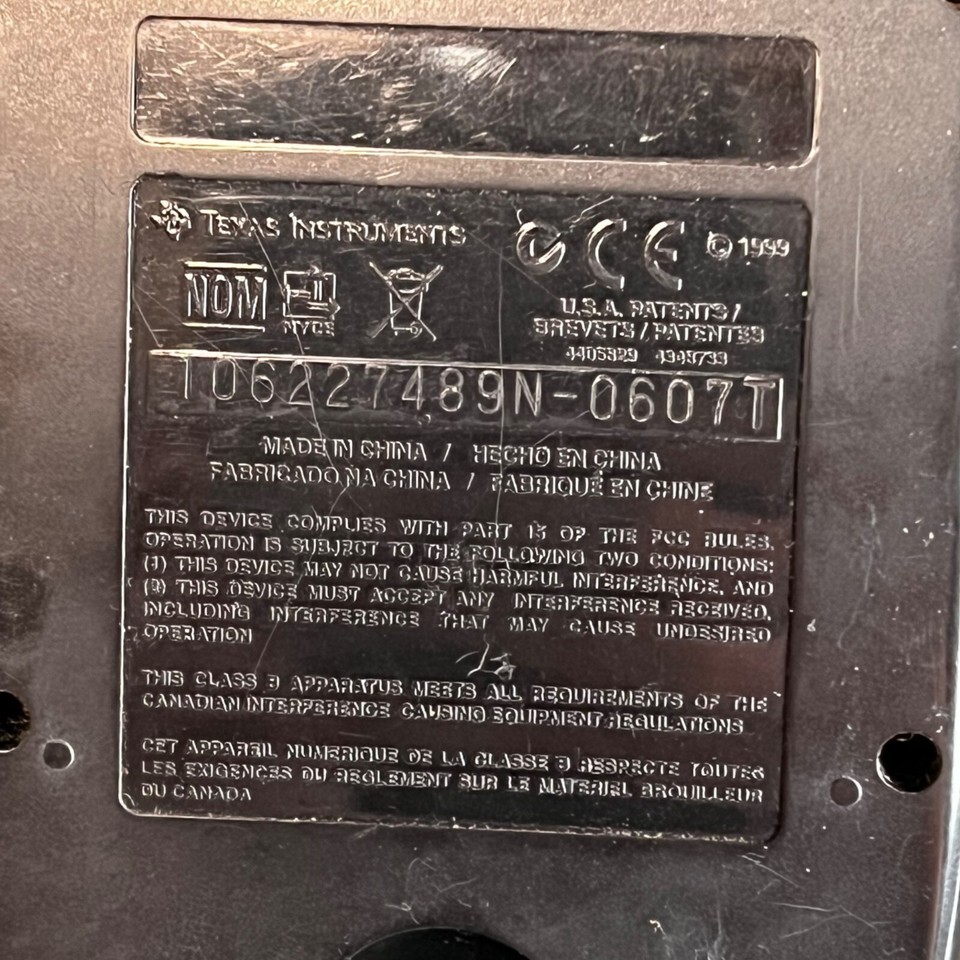 TEXAS INSTRUMENTS
© 1999
NOM
NYCE
CE
U.S.A. PATENTS /
BREVETS / PATENTES
4405829 4948733
106227489N-0607T
MADE IN CHINA / HECHO EN CHINA
FABRICADO NA CHINA / FABRIQUÉ EN CHINE
THIS DEVICE COMPLIES WITH PART 15 OF THE FCC RULES.
OPERATION IS SUBJECT TO THE FOLLOWING TWO CONDITIONS:
(1) THIS DEVICE MAY NOT CAUSE HARMFUL INTERFERENCE, AND
(2) THIS DEVICE MUST ACCEPT ANY INTERFERENCE RECEIVED,
INCLUDING INTERFERENCE THAT MAY CAUSE UNDESIRED
OPERATION
THIS CLASS B APPARATUS MEETS ALL REQUIREMENTS OF THE
CANADIAN INTERFERENCE CAUSING EQUIPMENT REGULATIONS
CET APPAREIL NUMERIQUE DE LA CLASSE B RESPECTE TOUTES
LES EXIGENCES DU REGLEMENT SUR LE MATERIEL BROUILLEUR
DU CANADA